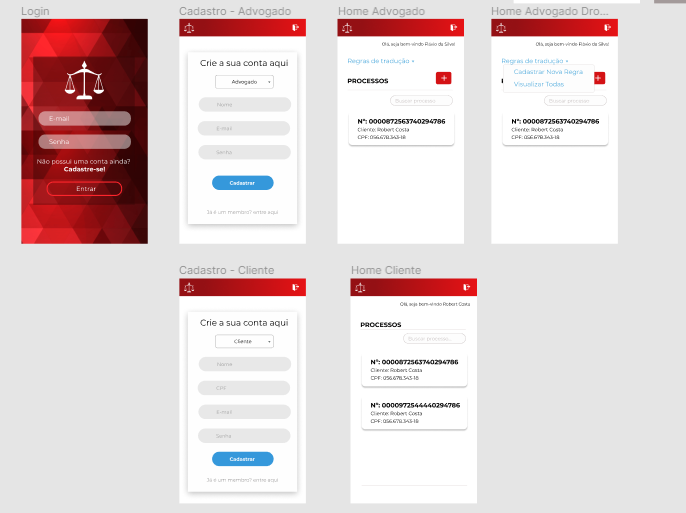 Login
E-mail
Senha
Não possui uma conta ainda?
Cadastre-se!
Entrar
Cadastro - Advogado
Crie a sua conta aqui
Advogado
Nome
E-mail
Senha
Cadastrar
Já é um membro? entre aqui
Home Advogado
Olá, seja bem-vindo Flavio da Silva!
Regras de tradução
PROCESSOS
+
Buscar processo
Nº: 0000872563740294786
Cliente: Robert Costa
CPF: 056.678.343-18
Home Advogado Dro...
Olá, seja bem-vindo Flavio da Silva!
Regras de tradução
Cadastrar Nova Regra
Visualizar Todas
+
Buscar processo
Nº: 0000872563740294786
Cliente: Robert Costa
CPF: 056.678.343-18
Cadastro - Cliente
Crie a sua conta aqui
Cliente
Nome
CPF
E-mail
Senha
Cadastrar
Já é um membro? entre aqui
Home Cliente
Olá, seja bem-vindo Robert Costa
PROCESSOS
Buscar processo...
Nº: 0000872563740294786
Cliente: Robert Costa
CPF: 056.678.343-18
Nº: 0000972544440294786
Cliente: Robert Costa
CPF: 056.678.343-18